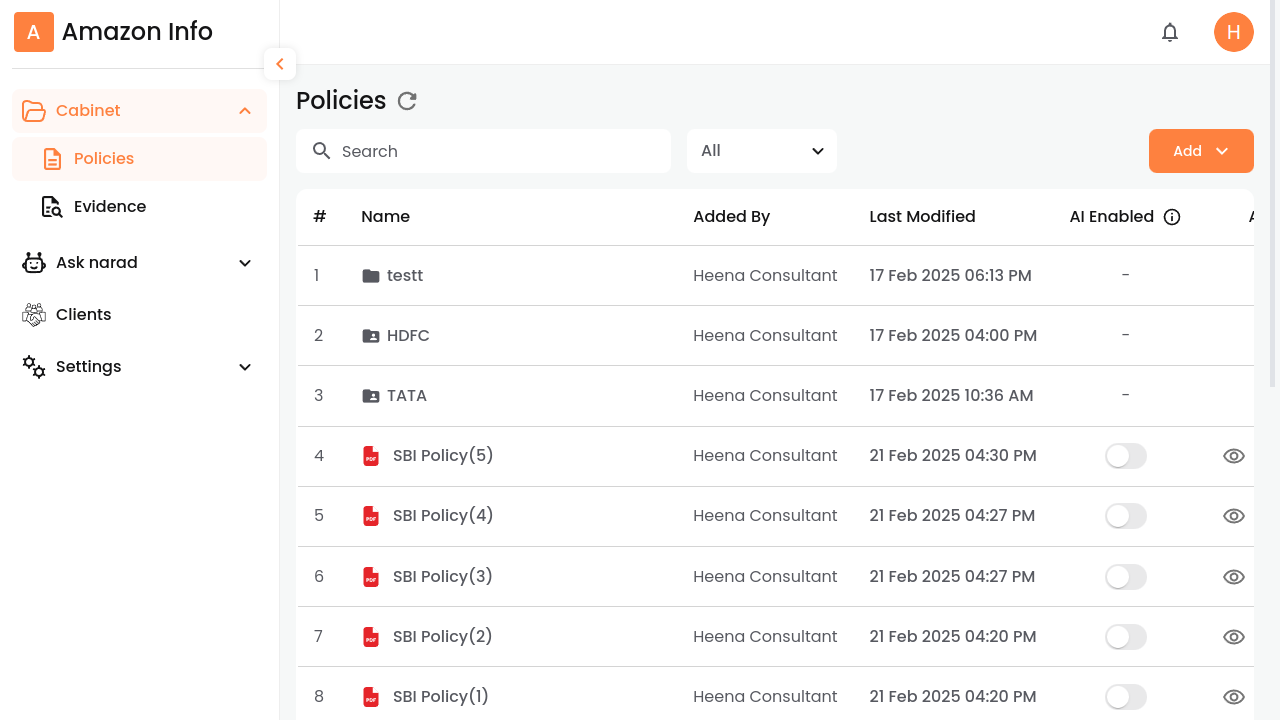 A Amazon Info
H
Cabinet
Policies
Evidence
Ask narad
Clients
Settings
Policies
Search
All
Add
# Name Added By Last Modified AI Enabled
1 testt Heena Consultant 17 Feb 2025 06:13 PM -
2 HDFC Heena Consultant 17 Feb 2025 04:00 PM -
3 TATA Heena Consultant 17 Feb 2025 10:36 AM -
4 PDF SBI Policy(5) Heena Consultant 21 Feb 2025 04:30 PM
5 PDF SBI Policy(4) Heena Consultant 21 Feb 2025 04:27 PM
6 PDF SBI Policy(3) Heena Consultant 21 Feb 2025 04:27 PM
7 PDF SBI Policy(2) Heena Consultant 21 Feb 2025 04:20 PM
8 PDF SBI Policy(1) Heena Consultant 21 Feb 2025 04:20 PM